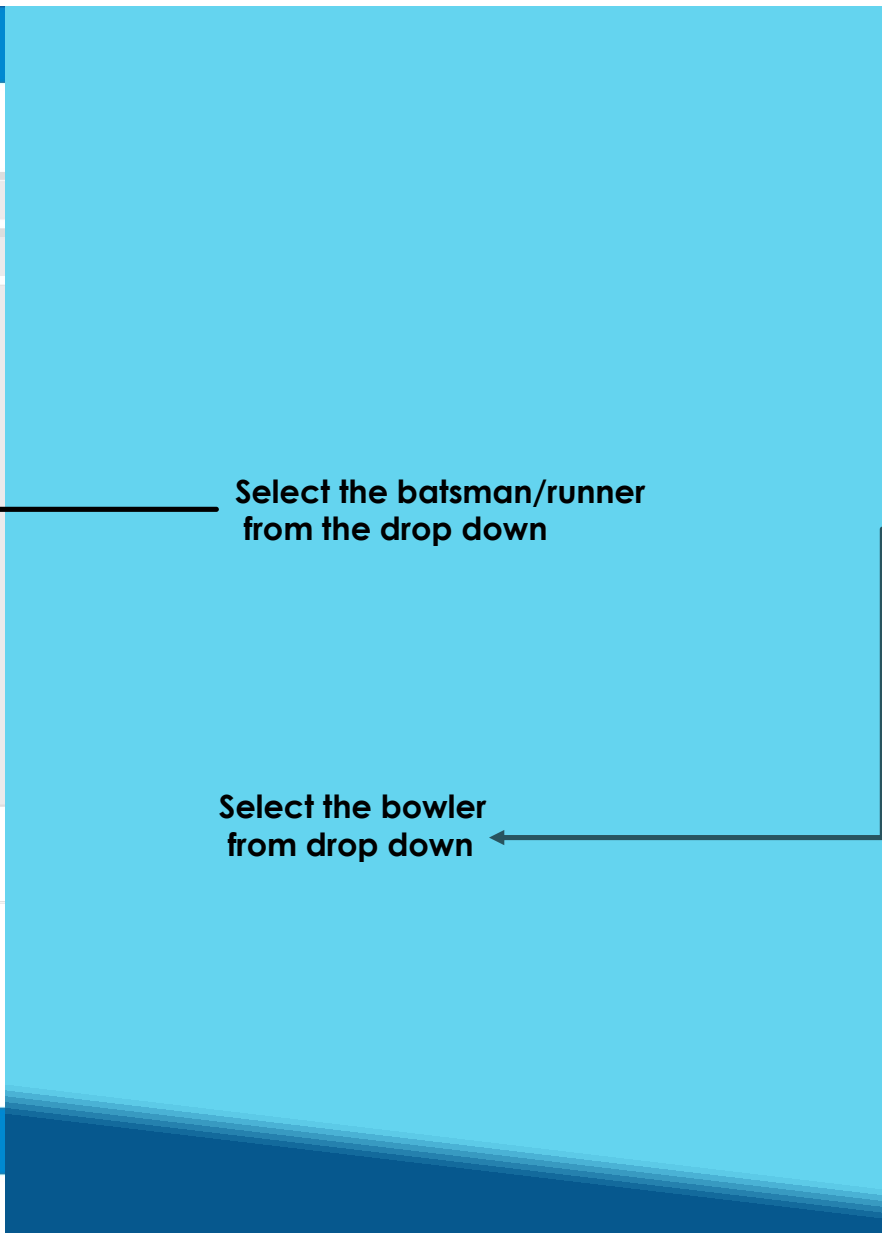 Select the batsman/runner
from the drop down
Select the bowler
from drop down